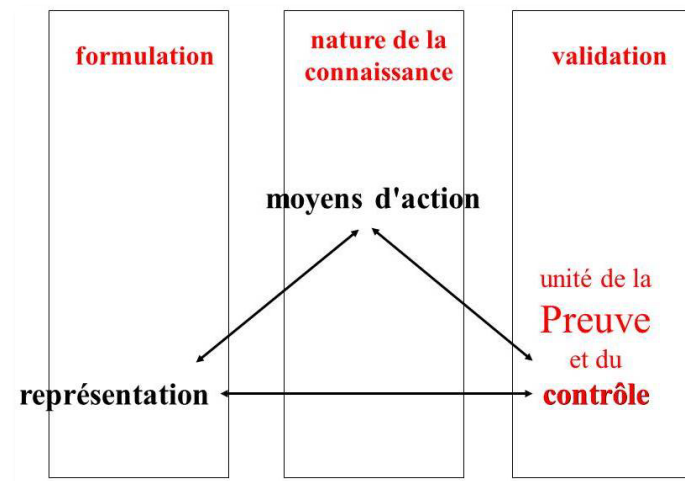 formulation
nature de la
connaissance
validation
moyens d'action
unité de la
Preuve
et du
représentation
contrôle